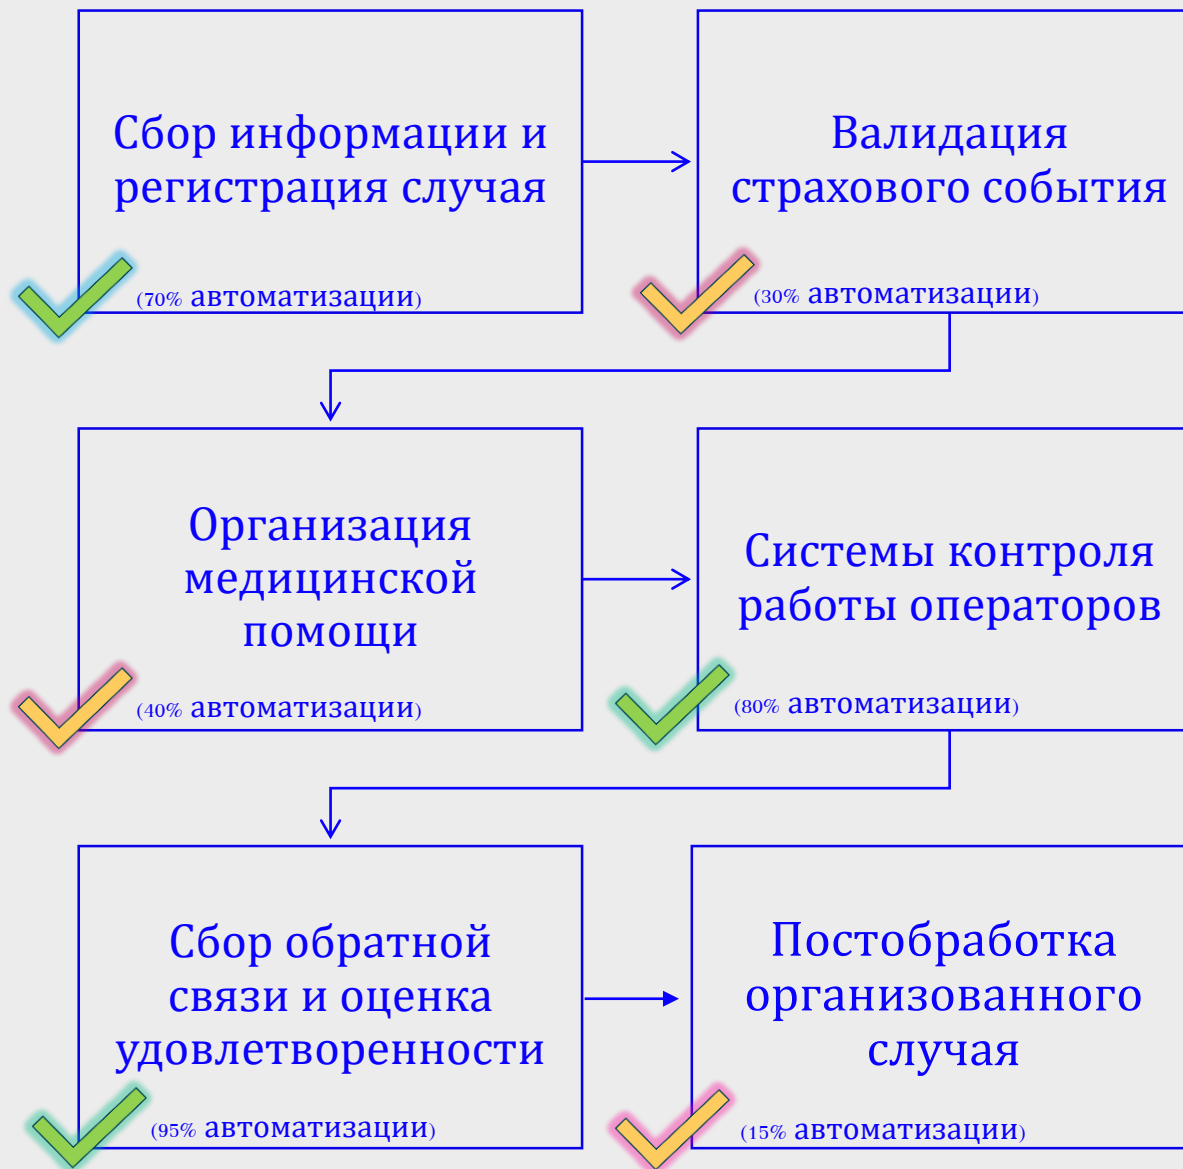 Сбор информации и
регистрация случая
(70% автоматизации)
Валидация
страхового события
(30% автоматизации)
Организация
медицинской
помощи
(40% автоматизации)
Системы контроля
работы операторов
(80% автоматизации)
Сбор обратной
связи и оценка
удовлетворенности
(95% автоматизации)
Постобработка
организованного
случая
(15% автоматизации)